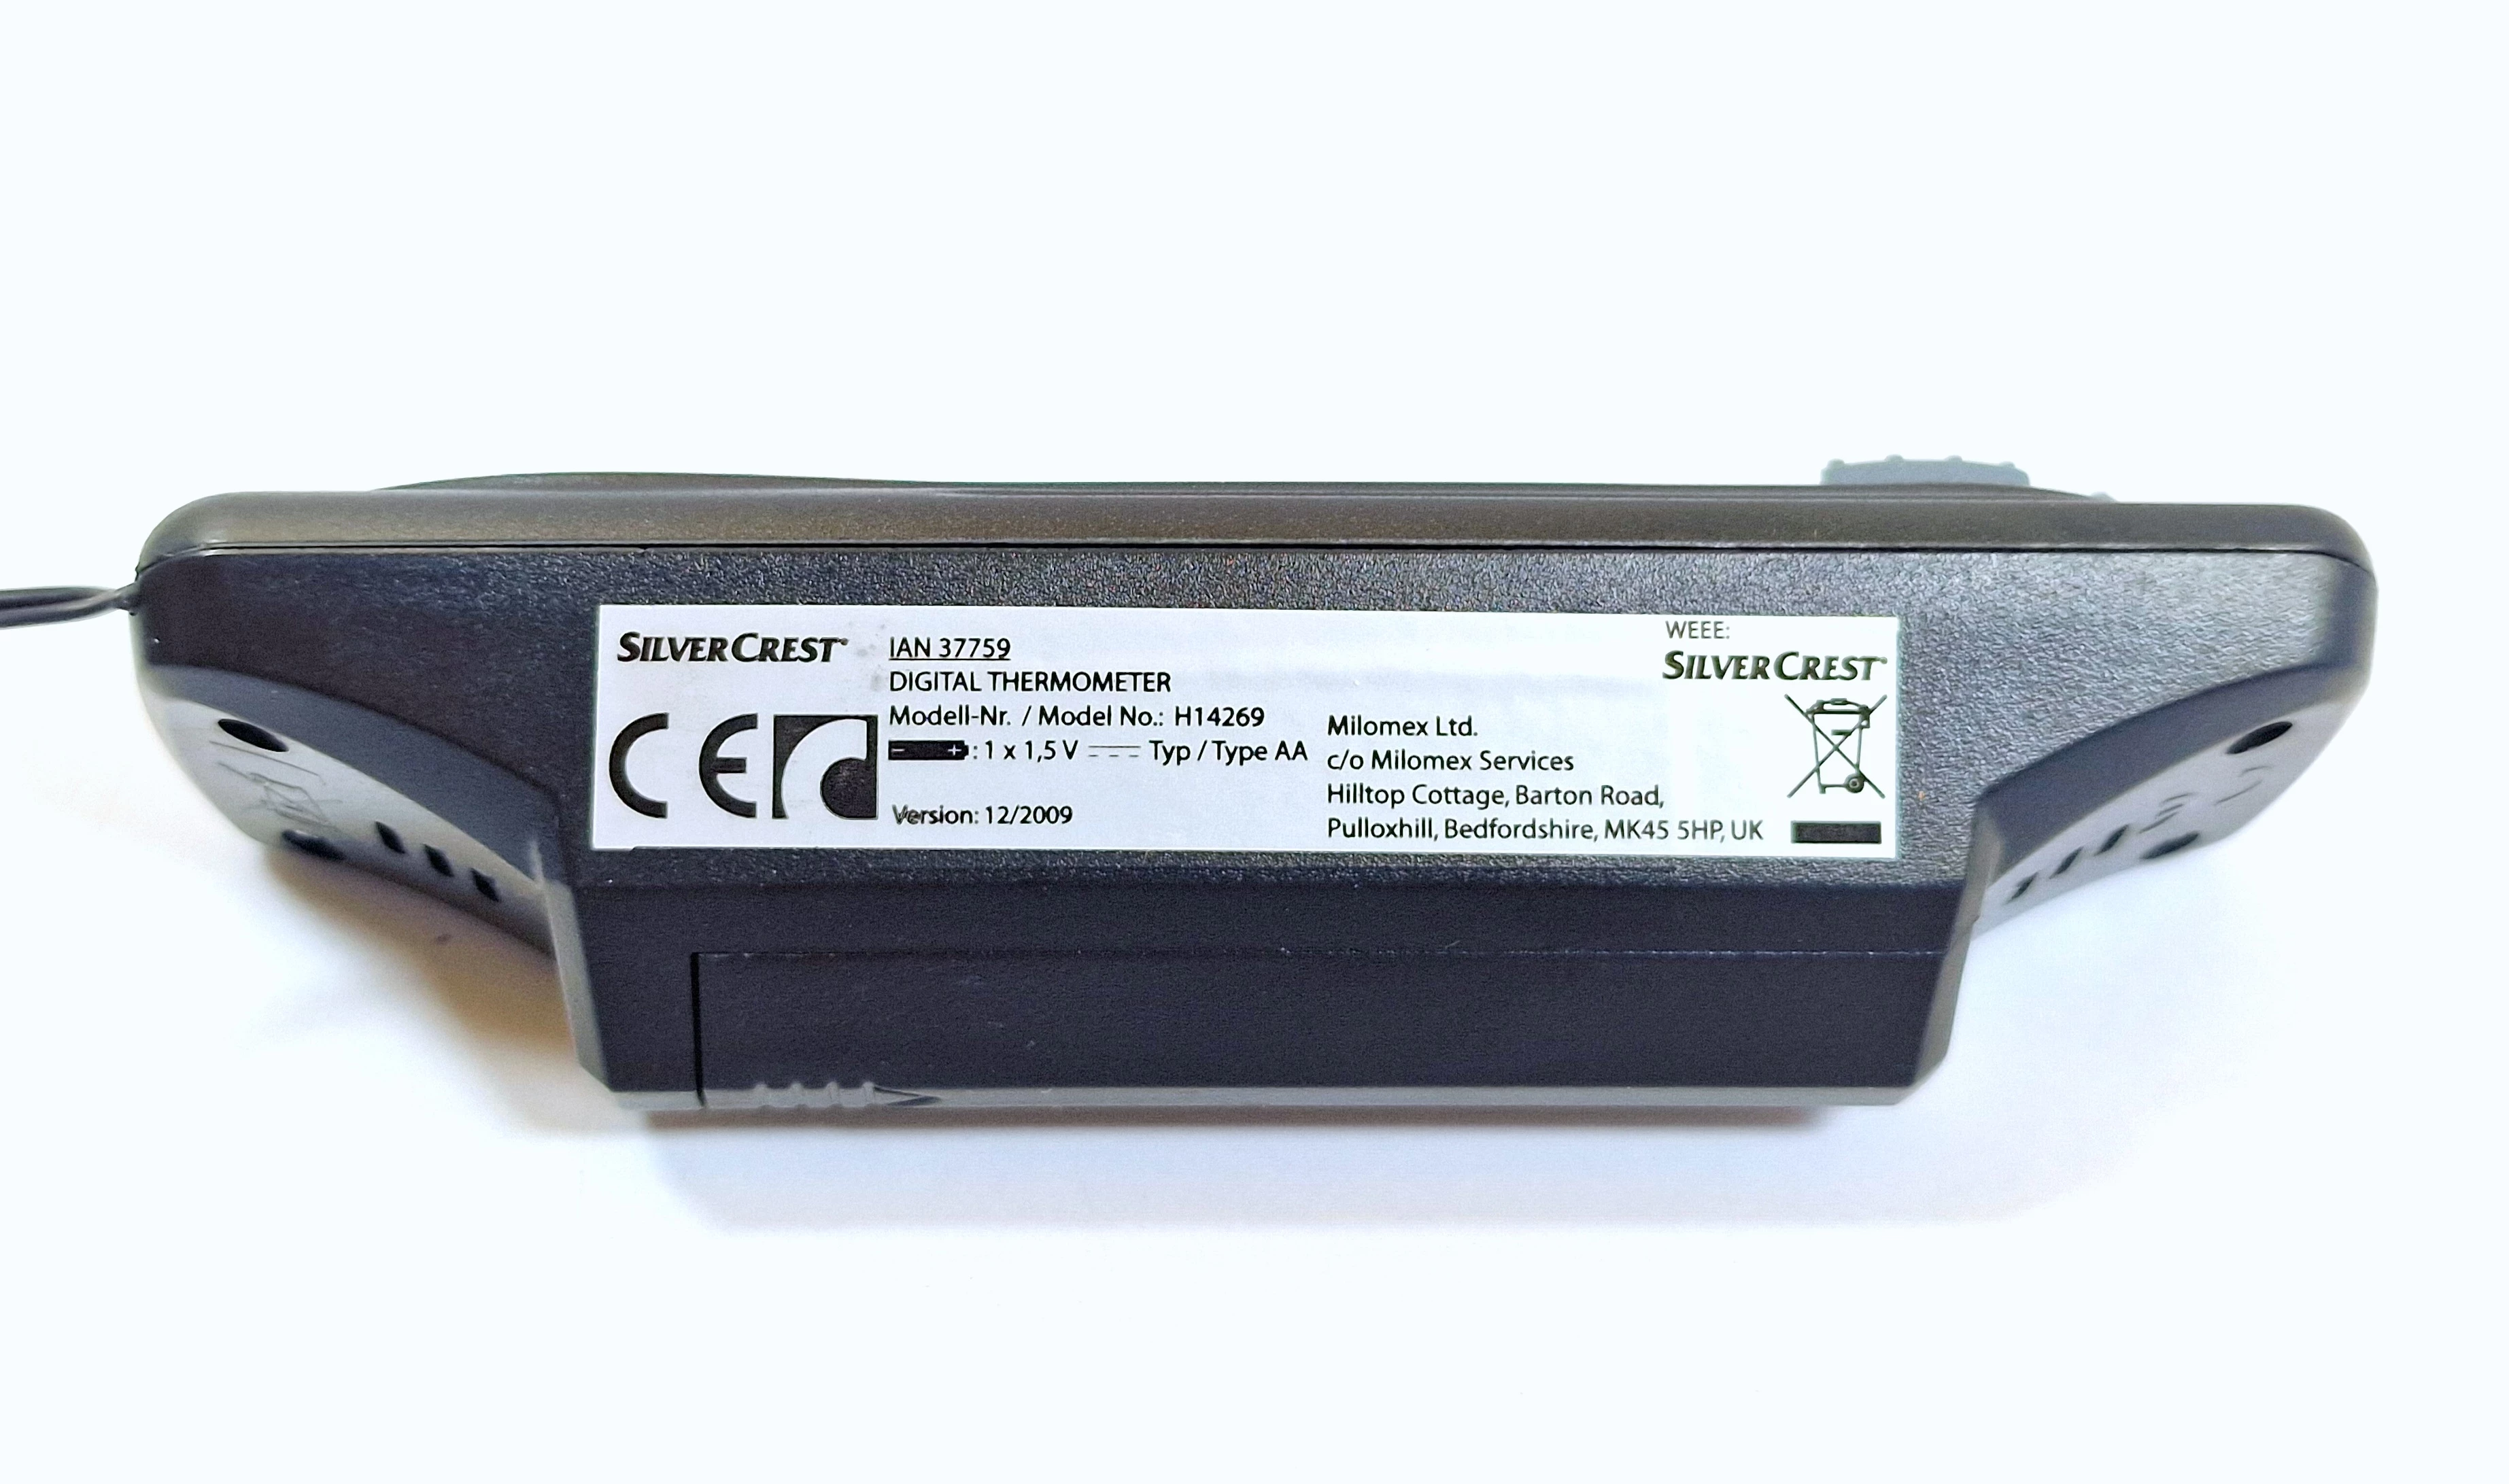 SILVERCREST
IAN 37759
DIGITAL THERMOMETER
Modell-Nr. / Model No.: H14269
: 1 x 1,5 V Typ / Type AA
Version: 12/2009
Milomex Ltd.
c/o Milomex Services
Hilltop Cottage, Barton Road,
Pulloxhill, Bedfordshire, MK45 5HP, UK
WEEE:
SILVERCREST
CE